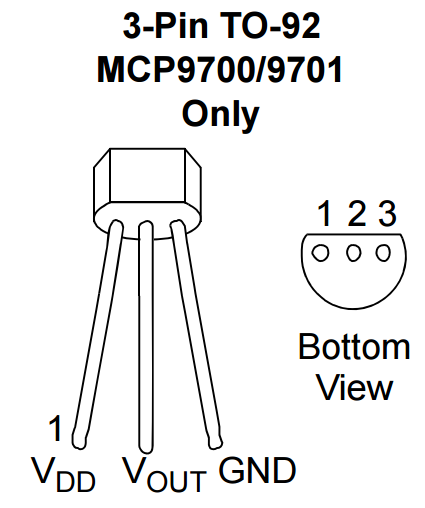 3-Pin TO-92
MCP9700/9701
Only
1 2 3
Bottom
View
1
VDD VOUT GND